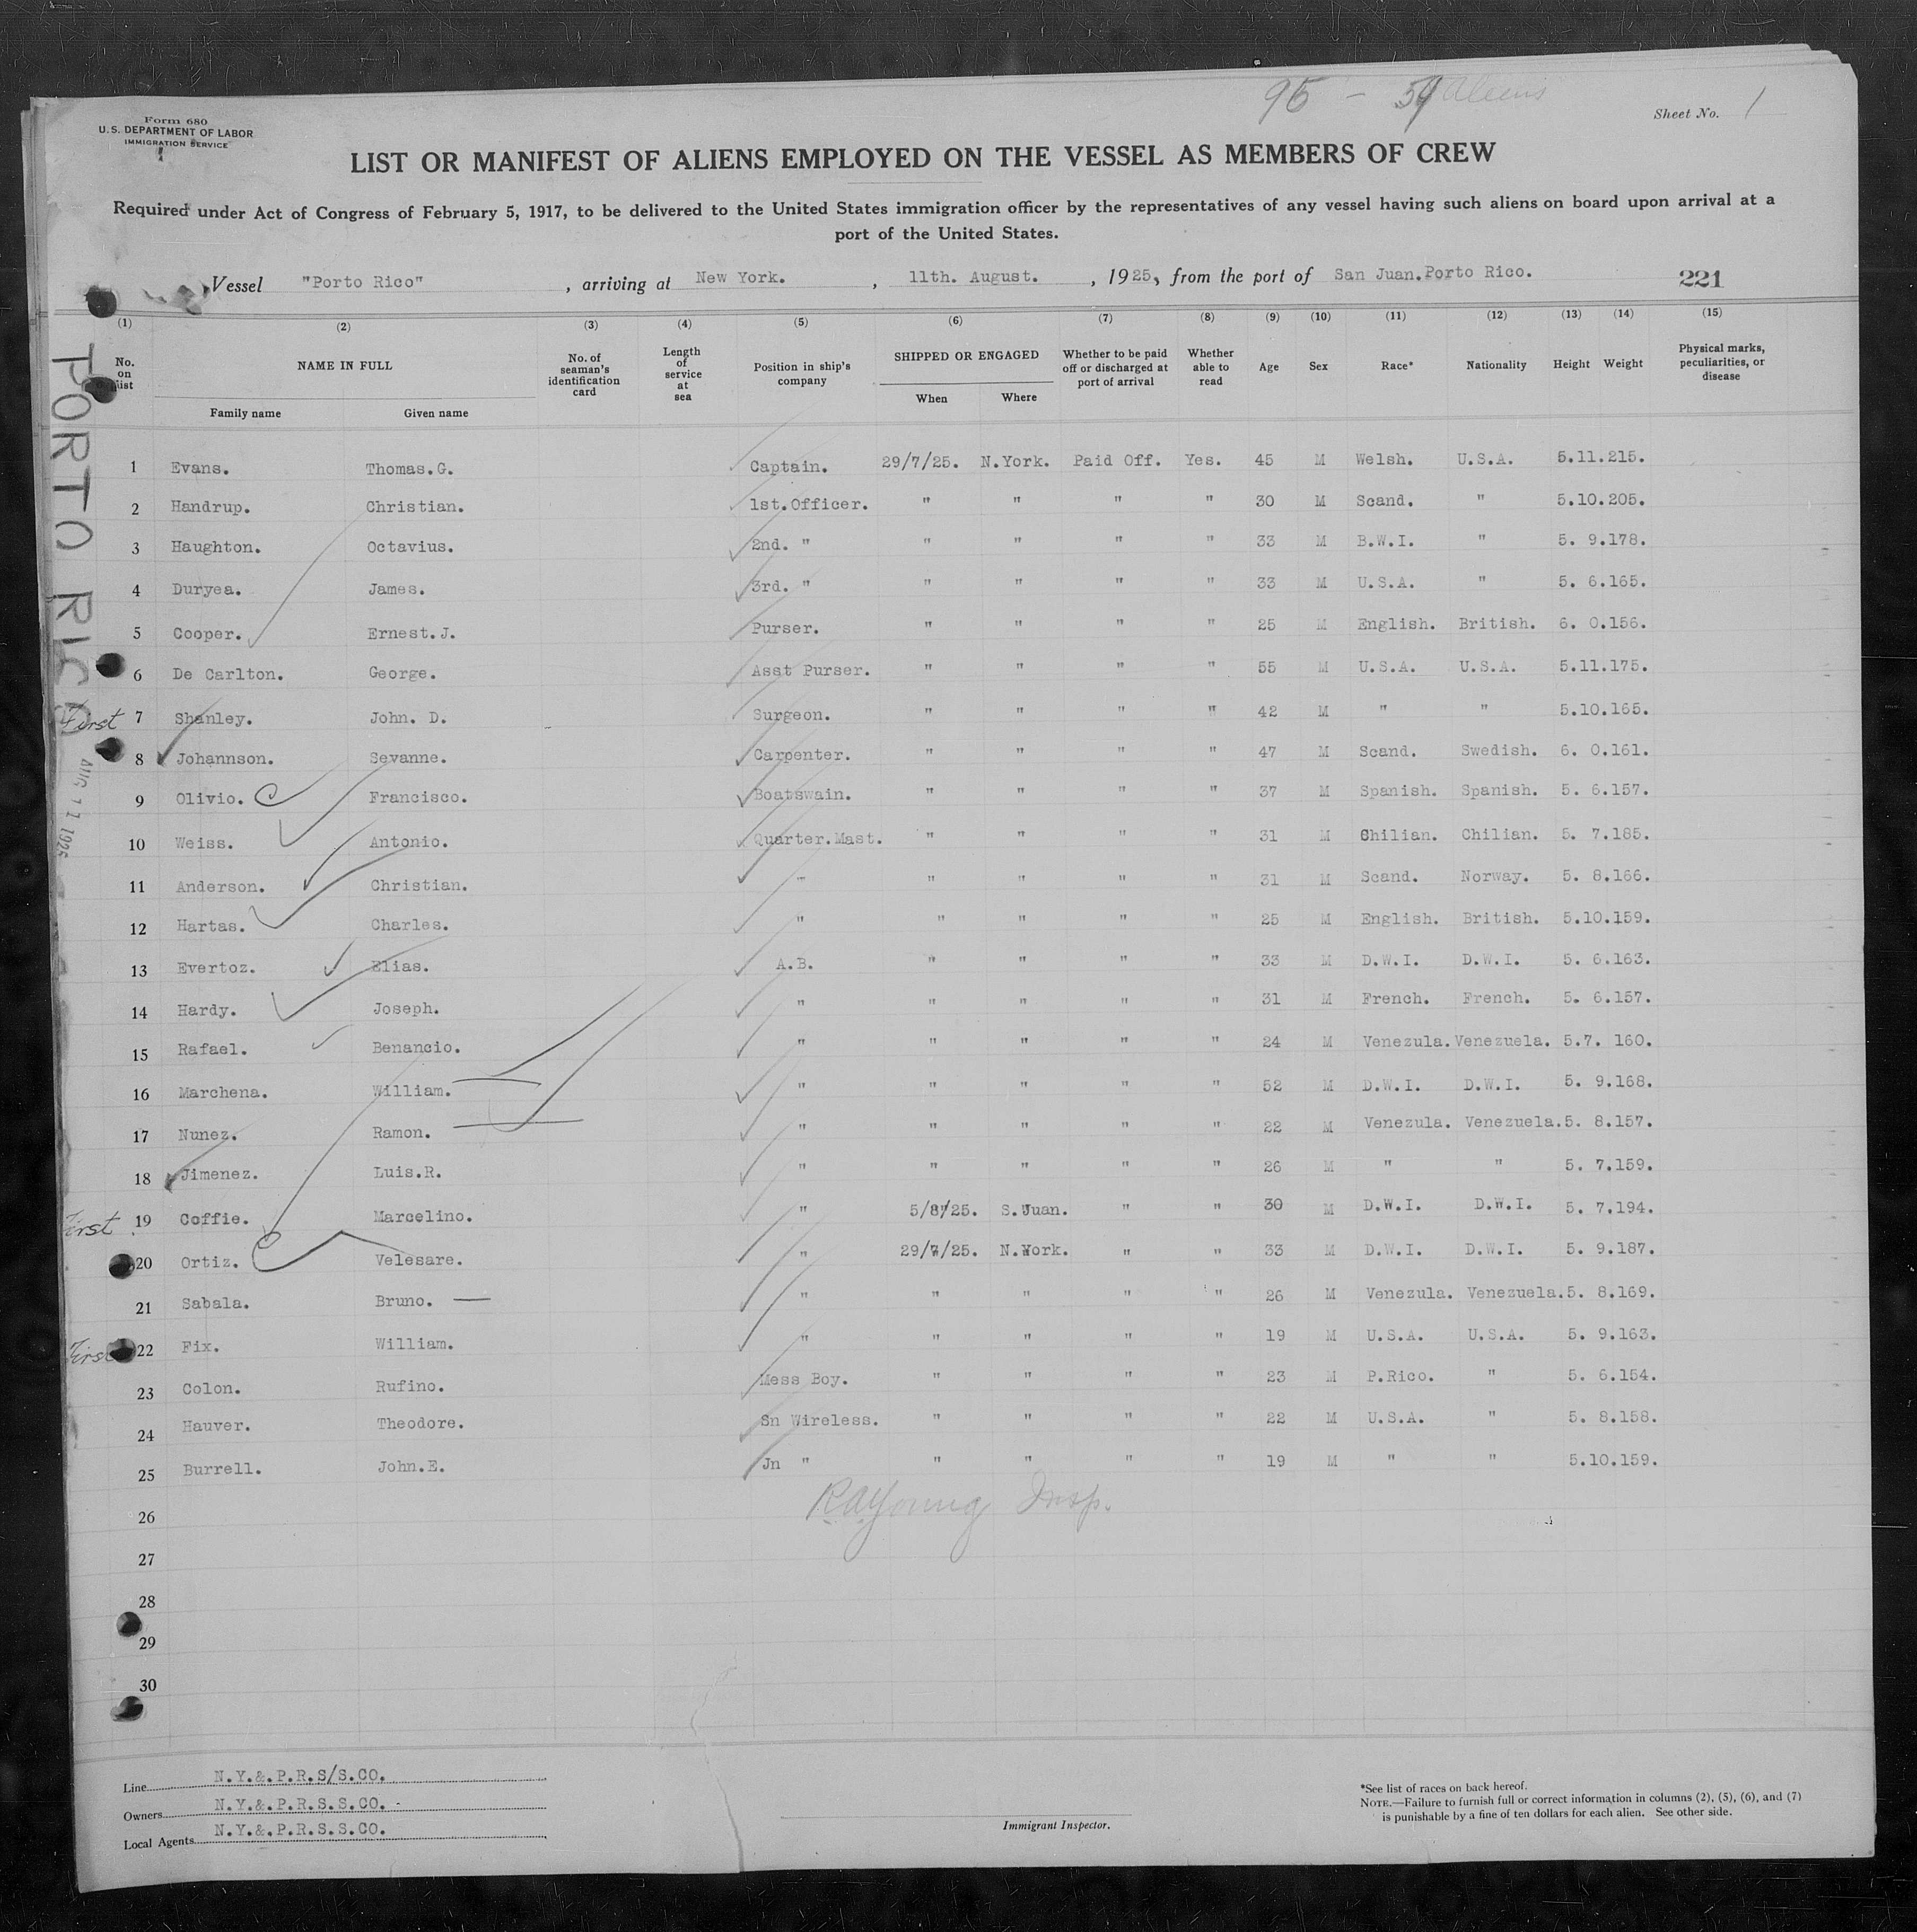 96 - 59 Aliens
Form 680
U.S. DEPARTMENT OF LABOR
IMMIGRATION SERVICE
Sheet No. 1
LIST OR MANIFEST OF ALIENS EMPLOYED ON THE VESSEL AS MEMBERS OF CREW
Required under Act of Congress of February 5, 1917, to be delivered to the United States immigration officer by the representatives of any vessel having such aliens on board upon arrival at a
port of the United States.
Vessel "Porto Rico", arriving at New York., 11th. August., 1925, from the port of San Juan.Porto Rico. 221
PORTO RICO
AUG 11 1925
(1) (2) (3) (4) (5) (6) (7) (8) (9) (10) (11) (12) (13) (14) (15)
No. on List NAME IN FULL No. of seaman's identification card Length of service at sea Position in ship's company SHIPPED OR ENGAGED Whether to be paid off or discharged at port of arrival Whether able to read Age Sex Race* Nationality Height Weight Physical marks, peculiarities, or disease
Family name Given name When Where
1 Evans. Thomas.G. Captain. 29/7/25. N.York. Paid Off. Yes. 45 M Welsh. U.S.A. 5.11.215.
2 Handrup. Christian. 1st.Officer. " " " " 30 M Scand. " 5.10.205.
3 Haughton. Octavius. 2nd. " " " " " 33 M B.W.I. " 5. 9.178.
4 Duryea. James. 3rd. " " " " " 33 M U.S.A. " 5. 6.165.
5 Cooper. Ernest.J. Purser. " " " " 25 M English. British. 6. 0.156.
6 De Carlton. George. Asst Purser. " " " " 55 M U.S.A. U.S.A. 5.11.175.
First 7 Shanley. John. D. Surgeon. " " " " 42 M " " 5.10.165.
8 Johannson. Sevanne. Carpenter. " " " " 47 M Scand. Swedish. 6. 0.161.
9 Olivio. Francisco. Boatswain. " " " " 37 M Spanish. Spanish. 5. 6.157.
10 Weiss. Antonio. Quarter.Mast. " " " " 31 M Chilian. Chilian. 5. 7.185.
11 Anderson. Christian. " " " " " 31 M Scand. Norway. 5. 8.166.
12 Hartas. Charles. " " " " " 25 M English. British. 5.10.159.
13 Evertoz. Elias. A.B. " " " " 33 M D.W.I. D.W.I. 5. 6.163.
14 Hardy. Joseph. " " " " " 31 M French. French. 5. 6.157.
15 Rafael. Benancio. " " " " " 24 M Venezula. Venezuela. 5.7. 160.
16 Marchena. William. " " " " " 52 M D.W.I. D.W.I. 5. 9.168.
17 Nunez. Ramon. " " " " " 22 M Venezula. Venezuela. 5. 8.157.
18 Jimenez. Luis.R. " " " " " 26 M " " 5. 7.159.
First 19 Coffie. Marcelino. " 5/8/25. S.Juan. " " 30 M D.W.I. D.W.I. 5. 7.194.
20 Ortiz. Velesare. " 29/7/25. N.York. " " 33 M D.W.I. D.W.I. 5. 9.187.
21 Sabala. Bruno. " " " " " 26 M Venezula. Venezuela. 5. 8.169.
First 22 Fix. William. " " " " " 19 M U.S.A. U.S.A. 5. 9.163.
23 Colon. Rufino. Mess Boy. " " " " 23 M P.Rico. " 5. 6.154.
24 Hauver. Theodore. Sn Wireless. " " " " 22 M U.S.A. " 5. 8.158.
25 Burrell. John.E. Jn " " " " " 19 M " " 5.10.159.
RAYoung Insp.
26
27
28
29
30
Line N.Y.&.P.R.S/S.CO.
Owners N.Y.&.P.R.S.S.CO.
Local Agents N.Y.&.P.R.S.S.CO.
Immigrant Inspector.
*See list of races on back hereof.
NOTE.—Failure to furnish full or correct information in columns (2), (5), (6), and (7)
is punishable by a fine of ten dollars for each alien. See other side.